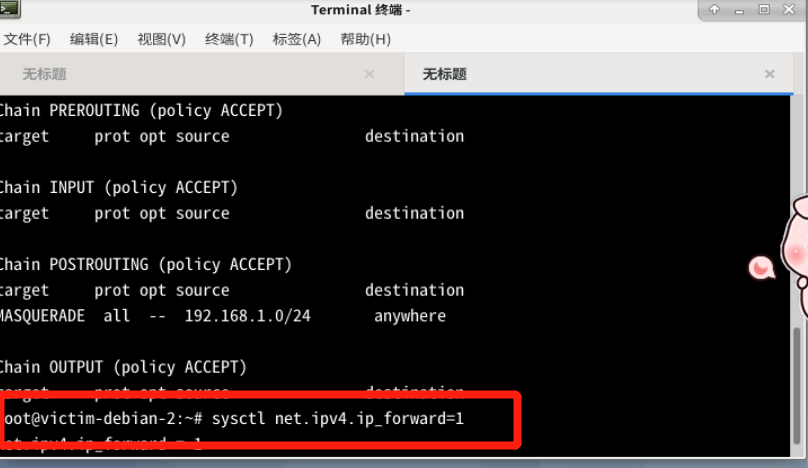 Terminal 终端 -
文件(F) 编辑(E) 视图(V) 终端(T) 标签(A) 帮助(H)
无标题 无标题
Chain PREROUTING (policy ACCEPT)
target prot opt source destination
Chain INPUT (policy ACCEPT)
target prot opt source destination
Chain POSTROUTING (policy ACCEPT)
target prot opt source destination
MASQUERADE all -- 192.168.1.0/24 anywhere
Chain OUTPUT (policy ACCEPT)
target prot opt source destination
root@victim-debian-2:~# sysctl net.ipv4.ip_forward=1
net.ipv4.ip_forward = 1